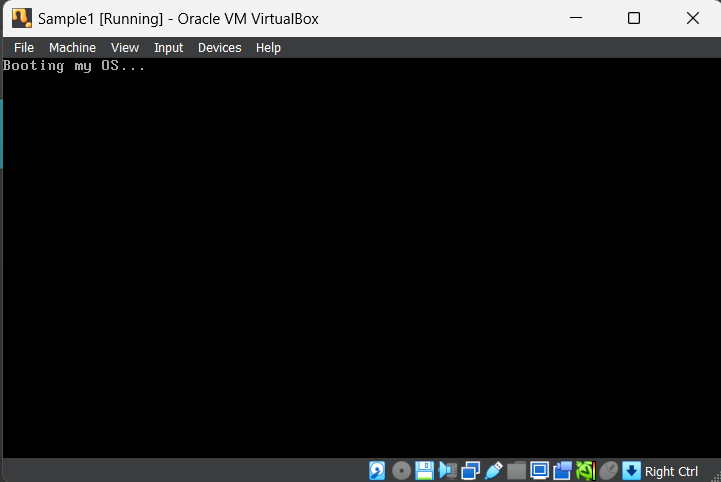 Sample1 [Running] - Oracle VM VirtualBox
File Machine View Input Devices Help
Booting my OS...
Right Ctrl